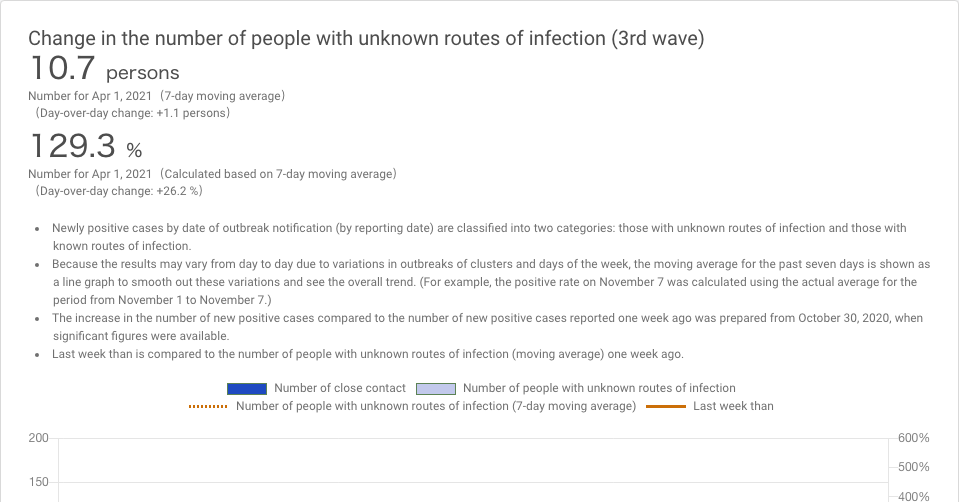 Change in the number of people with unknown routes of infection (3rd wave)
10.7 persons
Number for Apr 1, 2021（7-day moving average）
（Day-over-day change: +1.1 persons）
129.3 %
Number for Apr 1, 2021（Calculated based on 7-day moving average）
（Day-over-day change: +26.2 %）
• Newly positive cases by date of outbreak notification (by reporting date) are classified into two categories: those with unknown routes of infection and those with
known routes of infection.
• Because the results may vary from day to day due to variations in outbreaks of clusters and days of the week, the moving average for the past seven days is shown as
a line graph to smooth out these variations and see the overall trend. (For example, the positive rate on November 7 was calculated using the actual average for the
period from November 1 to November 7.)
• The increase in the number of new positive cases compared to the number of new positive cases reported one week ago was prepared from October 30, 2020, when
significant figures were available.
• Last week than is compared to the number of people with unknown routes of infection (moving average) one week ago.
Number of close contact Number of people with unknown routes of infection
Number of people with unknown routes of infection (7-day moving average) Last week than
200 600%
500%
150
400%